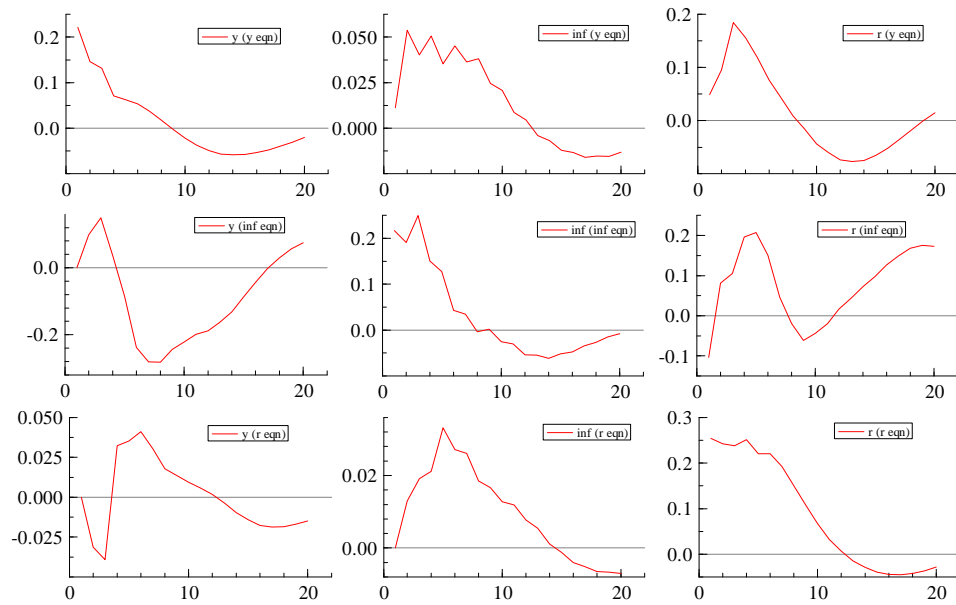 y (y eqn)
0.2
0.1
0.0
0 10 20
inf (y eqn)
0.050
0.025
0.000
0 10 20
r (y eqn)
0.2
0.1
0.0
0 10 20
y (inf eqn)
0.0
-0.2
0 10 20
inf (inf eqn)
0.2
0.1
0.0
0 10 20
r (inf eqn)
0.2
0.1
0.0
-0.1
0 10 20
y (r eqn)
0.050
0.025
0.000
-0.025
0 10 20
inf (r eqn)
0.02
0.00
0 10 20
r (r eqn)
0.3
0.2
0.1
0.0
0 10 20